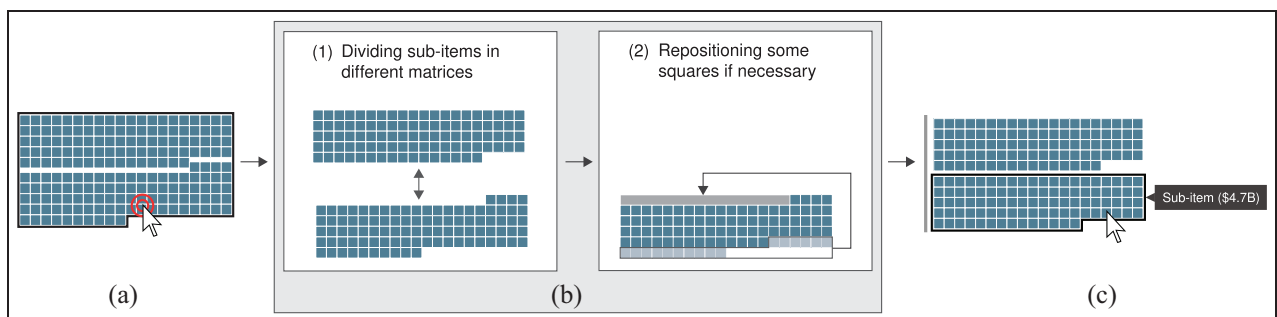 (1) Dividing sub-items in
different matrices
(2) Repositioning some
squares if necessary
Sub-item ($4.7B)
(a)
(b)
(c)